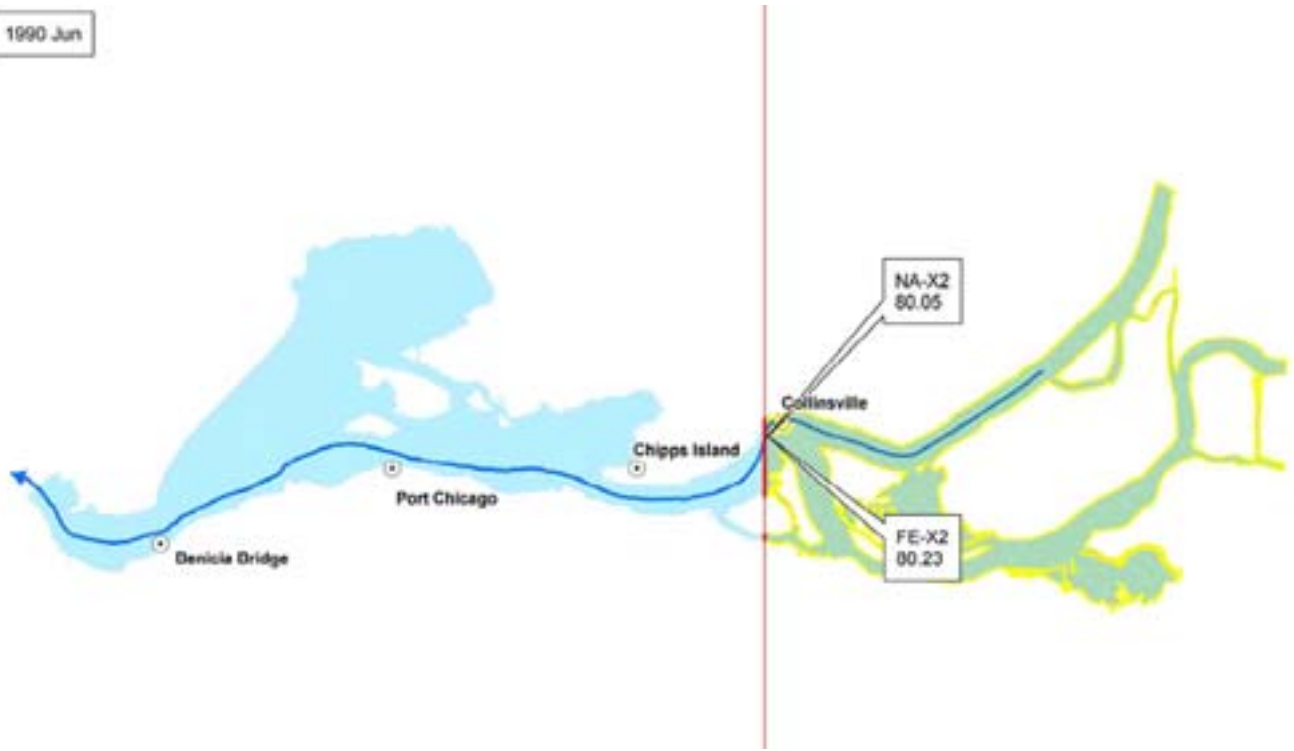 1990 Jun
NA-X2
80.05
Collinsville
Chipps Island
Port Chicago
FE-X2
80.23
Benicia Bridge